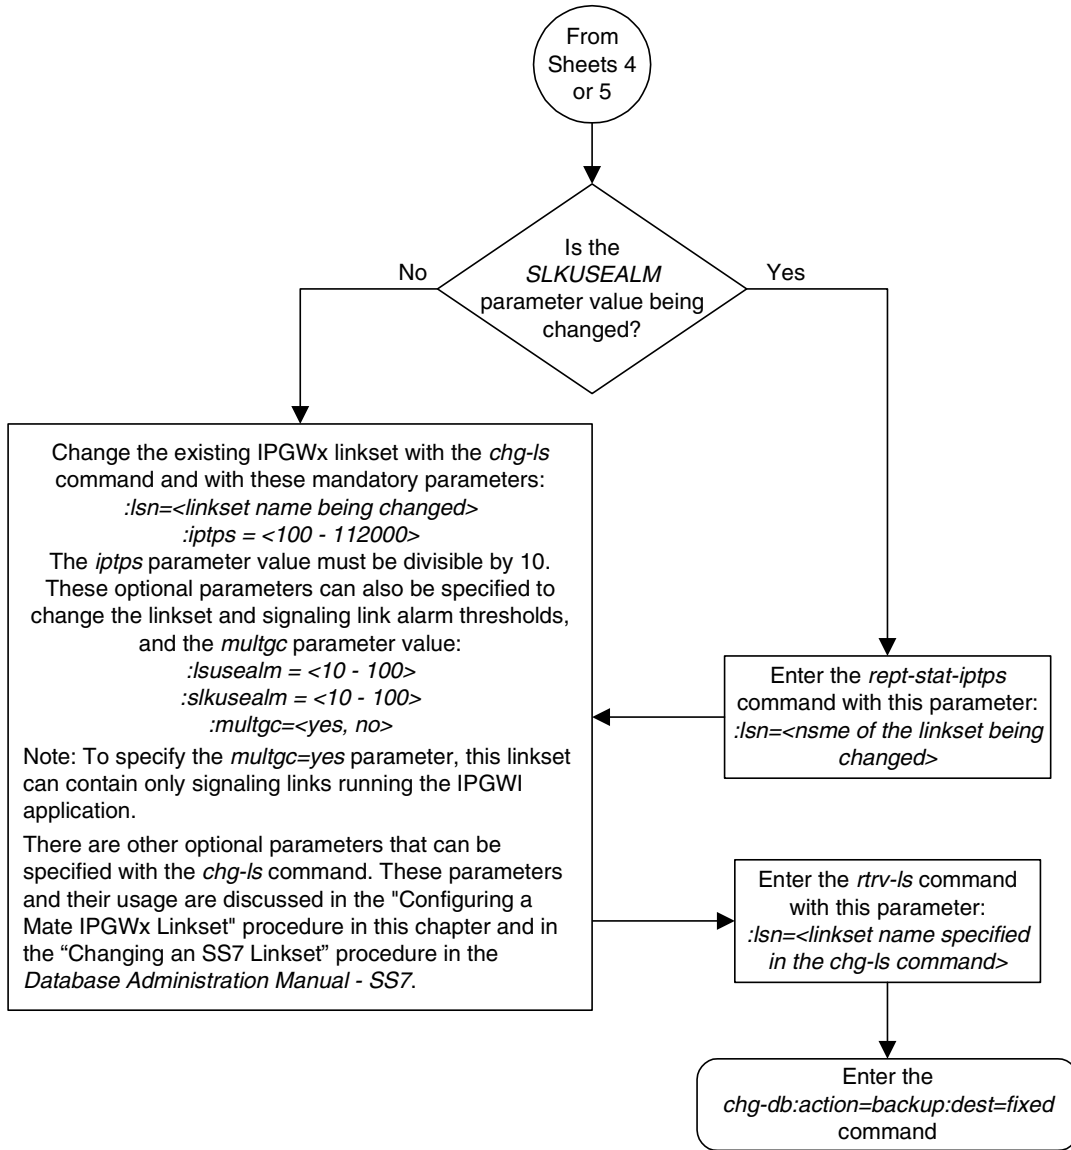 From
Sheets 4
or 5
Is the
SLKUSEALM
parameter value being
changed?
No
Yes
Change the existing IPGWx linkset with the chg-ls
command and with these mandatory parameters:
:lsn=<linkset name being changed>
:iptps = <100 - 112000>
The iptps parameter value must be divisible by 10.
These optional parameters can also be specified to
change the linkset and signaling link alarm thresholds,
and the multgc parameter value:
:lsusealm = <10 - 100>
:slkusealm = <10 - 100>
:multgc=<yes, no>
Note: To specify the multgc=yes parameter, this linkset
can contain only signaling links running the IPGWI
application.
There are other optional parameters that can be
specified with the chg-ls command. These parameters
and their usage are discussed in the "Configuring a
Mate IPGWx Linkset" procedure in this chapter and in
the “Changing an SS7 Linkset” procedure in the
Database Administration Manual - SS7.
Enter the rept-stat-iptps
command with this parameter:
:lsn=<nsme of the linkset being
changed>
Enter the rtrv-ls command
with this parameter:
:lsn=<linkset name specified
in the chg-ls command>
Enter the
chg-db:action=backup:dest=fixed
command